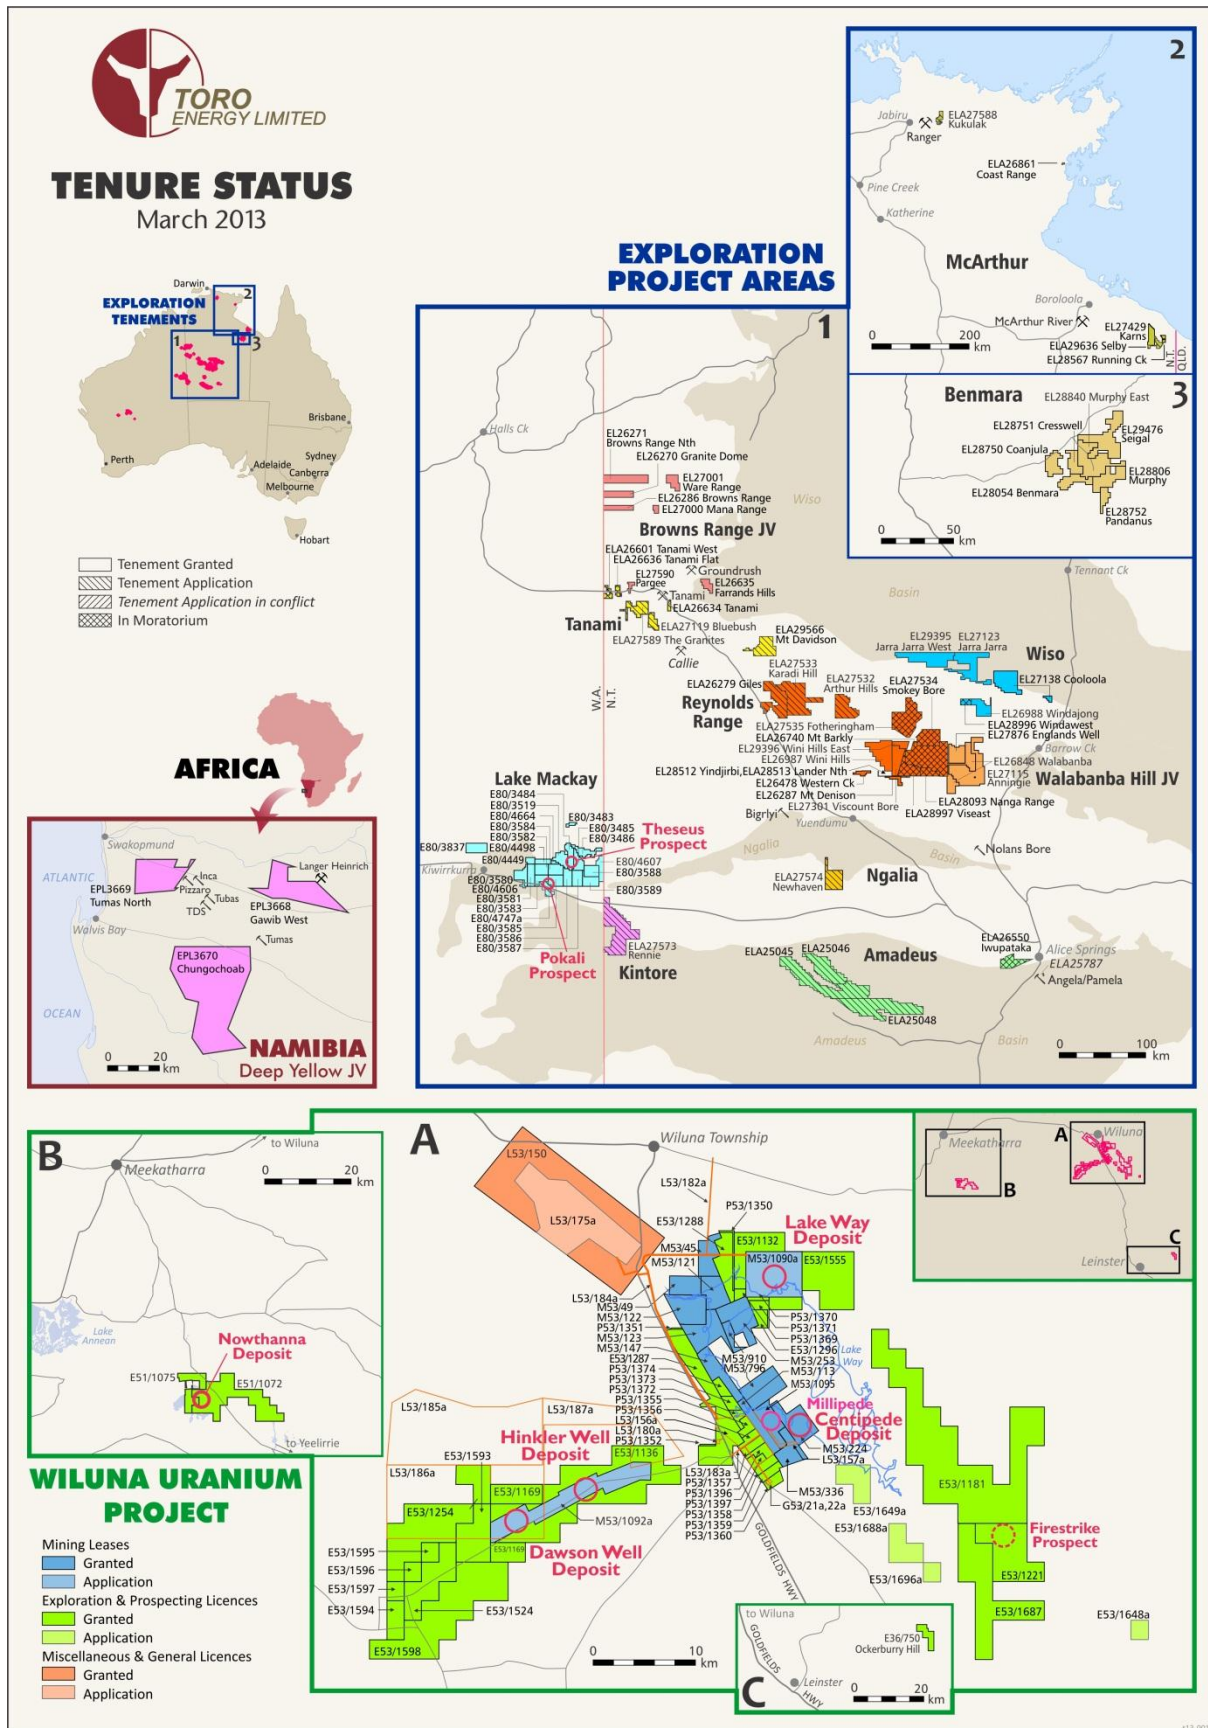 TORO
ENERGY LIMITED
TENURE STATUS
March 2013
Darwin
EXPLORATION
TENEMENTS
1
2
3
Brisbane
Perth
Adelaide
Sydney
Canberra
Melbourne
Hobart
Tenement Granted
Tenement Application
Tenement Application in conflict
In Moratorium
AFRICA
Swakopmund
ATLANTIC
EPL3669
Tumas North
Inca
Pizzaro
Tubas
TDS
Langer Heinrich
EPL3668
Gawib West
Walvis Bay
Tumas
EPL3670
Chungochoab
OCEAN
0 20
km
NAMIBIA
Deep Yellow JV
EXPLORATION
PROJECT AREAS
2
Jabiru
Ranger
ELA27588
Kukulak
ELA26861
Coast Range
Pine Creek
Katherine
McArthur
Boroloola
McArthur River
0 200
km
EL27429
Karns
ELA29636 Selby
EL28567 Running Ck
N.T.
QLD.
3
Benmara
EL28840 Murphy East
EL28751 Cresswell
EL29476
Seigal
EL28750 Coanjula
EL28806
Murphy
EL28054 Benmara
EL28752
Pandanus
0 50
km
1
Halls Ck
EL26271
Browns Range Nth
EL26270 Granite Dome
EL27001
Ware Range
EL26286 Browns Range
EL27000 Mana Range
Wiso
Browns Range JV
ELA26601 Tanami West
ELA26636 Tanami Flat
Groundrush
EL27590
Pargee
EL26635
Farrands Hills
Tanami
ELA26634 Tanami
Tennant Ck
Basin
Tanami
ELA27119 Bluebush
ELA27589 The Granites
Callie
ELA29566
Mt Davidson
EL29395
Jarra Jarra West
EL27123
Jarra Jarra
Wiso
W.A.
N.T.
ELA27533
Karadi Hill
ELA26279 Giles
ELA27532
Arthur Hills
ELA27534
Smokey Bore
EL27138 Cooloola
Reynolds
Range
EL26988 Windajong
ELA28996 Windawest
EL27876 Englands Well
ELA27535 Fotheringham
ELA26740 Mt Barkly
EL29396 Wini Hills East
EL26987 Wini Hills
Barrow Ck
EL26848 Walabanba
EL27115
Anningie
Walabanba Hill JV
EL28512 Yindjirbi,ELA28513 Lander Nth
EL26478 Western Ck
EL26287 Mt Denison
EL27301 Viscount Bore
ELA28093 Nanga Range
ELA28997 Viseast
Lake Mackay
E80/3484
E80/3519
E80/4664
E80/3584
E80/3582
E80/4498
E80/3483
E80/3485
E80/3486
Theseus
Prospect
Bigrlyi
Yuendumu
E80/3837
E80/4449
E80/4607
E80/3588
Kiwirrkurra
E80/3580
E80/4606
E80/3581
E80/3583
E80/4747a
E80/3585
E80/3586
E80/3587
E80/3589
Ngalia
Basin
Nolans Bore
ELA27574
Newhaven
Ngalia
Pokali
Prospect
ELA27573
Rennie
Kintore
ELA25045
ELA25046
Amadeus
EL26550
Iwupataka
Alice Springs
ELA25787
Angela/Pamela
ELA25048
Amadeus
Basin
0 100
km
B
to Wiluna
Meekatharra
0 20
km
Lake
Annean
Nowthanna
Deposit
E51/1075
E51/1072
to Yeelirrie
WILUNA URANIUM
PROJECT
Mining Leases
Granted
Application
Exploration & Prospecting Licences
Granted
Application
Miscellaneous & General Licences
Granted
Application
A
L53/150
Wiluna Township
L53/175a
L53/182a
P53/1350
E53/1288
M53/45
M53/121
Lake Way
Deposit
E53/1132
M53/1090a
E53/1555
L53/184a
M53/49
M53/122
P53/1351
M53/123
M53/147
E53/1287
P53/1374
P53/1373
P53/1372
P53/1355
P53/1356
L53/156a
L53/180a
P53/1352
P53/1370
P53/1371
P53/1369
E53/1296
M53/253
M53/113
M53/1095
M53/910
M53/796
Lake
Way
Millipede
Centipede
Deposit
M53/224
L53/157a
M53/336
G53/21a,22a
L53/183a
P53/1357
P53/1396
P53/1397
P53/1358
P53/1359
P53/1360
L53/185a
L53/187a
Hinkler Well
Deposit
E53/1593
E53/1136
L53/186a
E53/1169
E53/1254
M53/1092a
E53/1169
Dawson Well
Deposit
E53/1595
E53/1596
E53/1597
E53/1594
E53/1524
E53/1598
0 10
km
GOLDFIELDS HWY
E53/1181
E53/1649a
E53/1688a
Firestrike
Prospect
E53/1696a
E53/1221
E53/1687
E53/1648a
Meekatharra
Wiluna
A
B
C
Leinster
to Wiluna
E36/750
Ockerburry Hill
GOLDFIELDS
HWY
Leinster
C
0 20
km